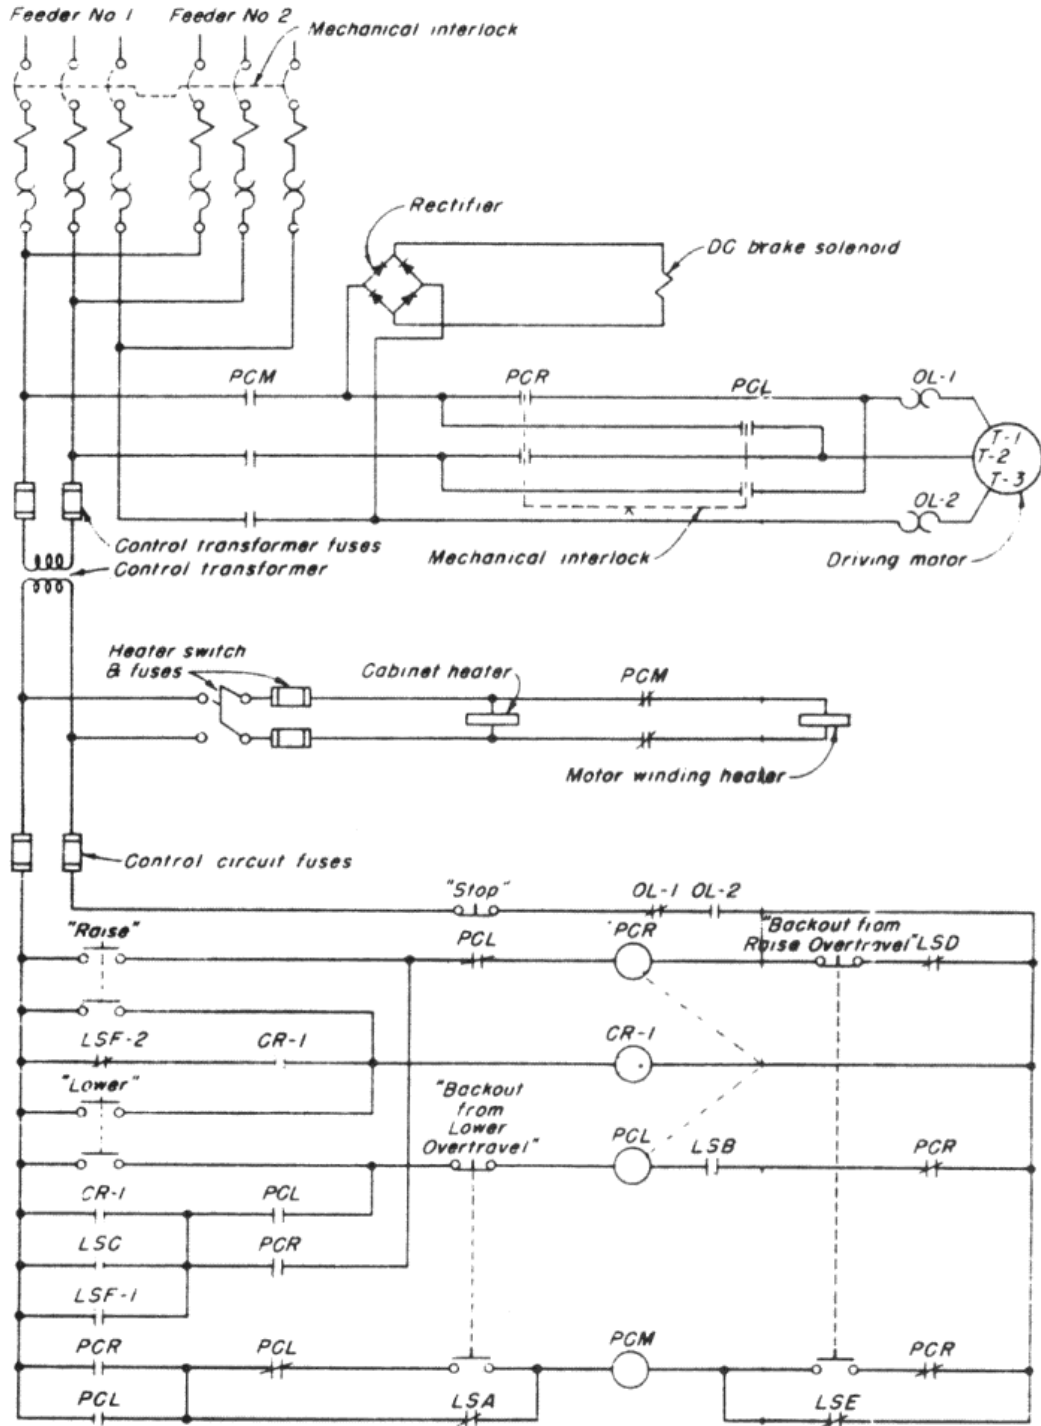 Feeder No 1 Feeder No 2
Mechanical interlock
Rectifier
DC brake solenoid
PCM PCR PCL OL-1
T-1
T-2
T-3
OL-2
Control transformer fuses
Control transformer
Mechanical interlock
Driving motor
Heater switch
& fuses
Cabinet heater
PCM
Motor winding heater
Control circuit fuses
"Stop" OL-1 OL-2
"Raise" PCL PCR "Backout from
Raise Overtravel" LSD
LSF-2 CR-1 CR-1
"Lower" "Backout
from
Lower
Overtravel" PCL LSB PCR
CR-1 PCL
LSC PCR
LSF-1
PCR PCL PCM PCR
PCL LSA LSE